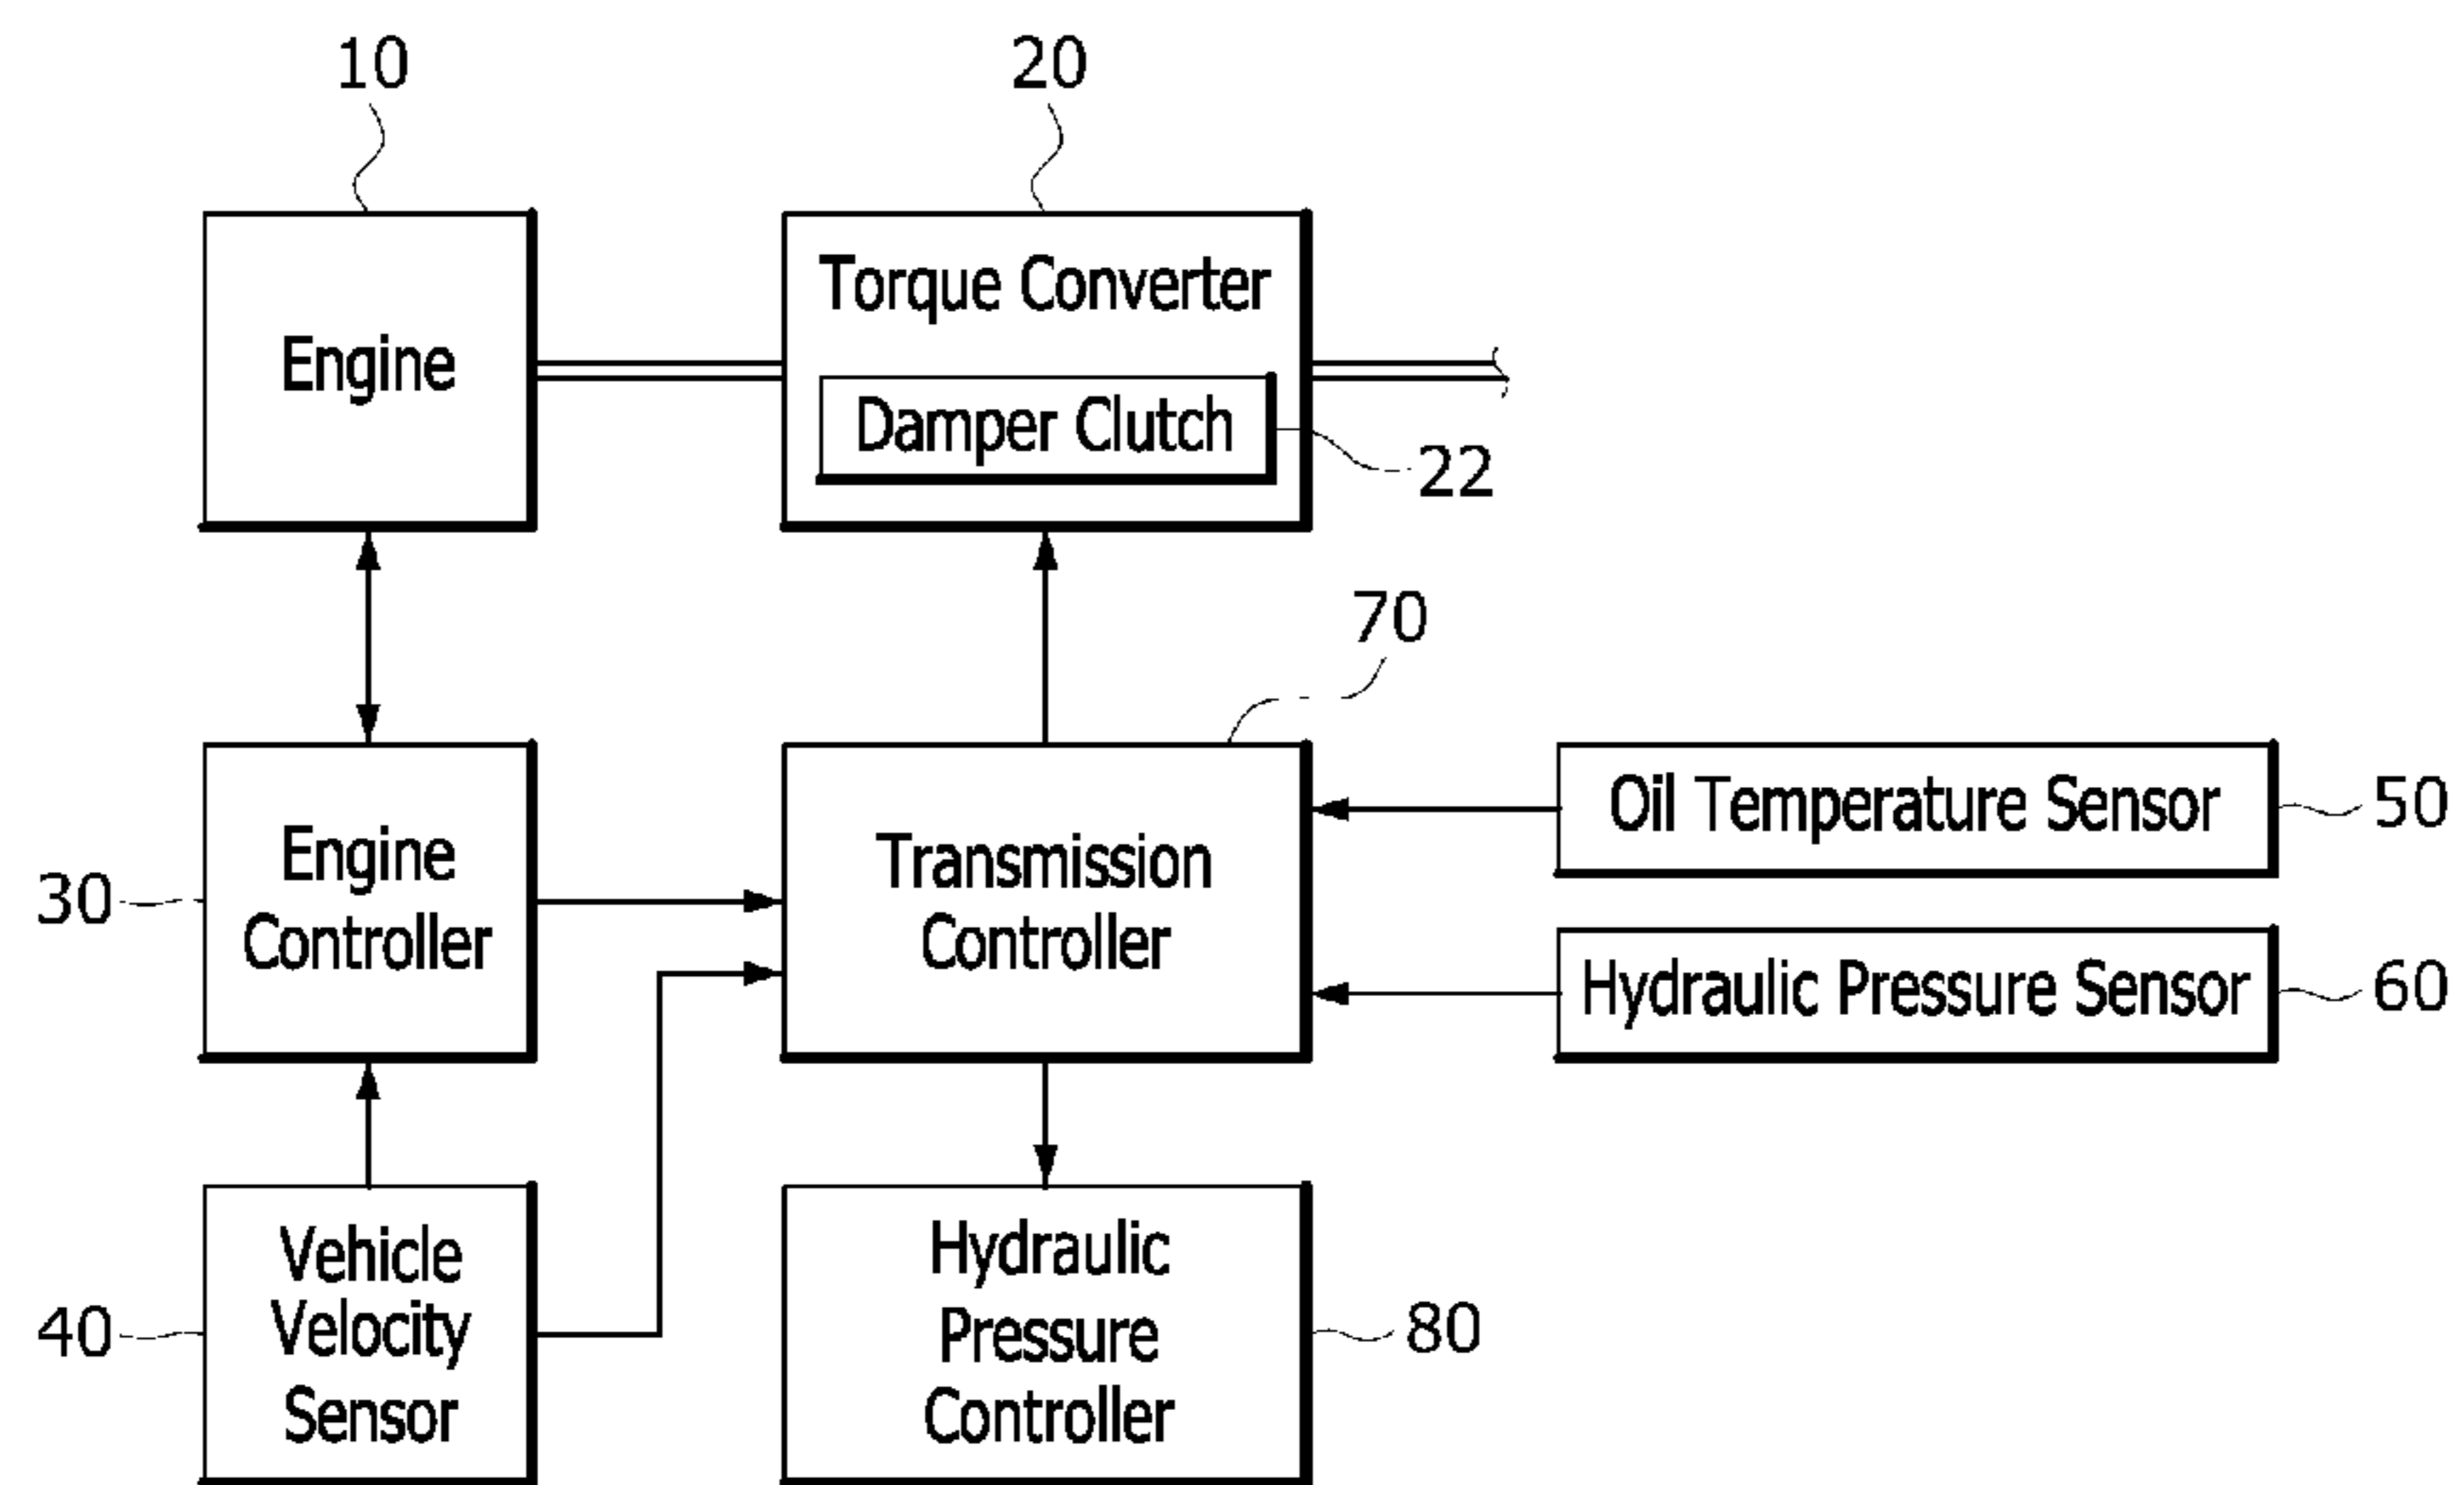 10
20
Engine
Torque Converter
Damper Clutch
22
70
30
Engine
Controller
Transmission
Controller
Oil Temperature Sensor
50
Hydraulic Pressure Sensor
60
40
Vehicle
Velocity
Sensor
Hydraulic
Pressure
Controller
80